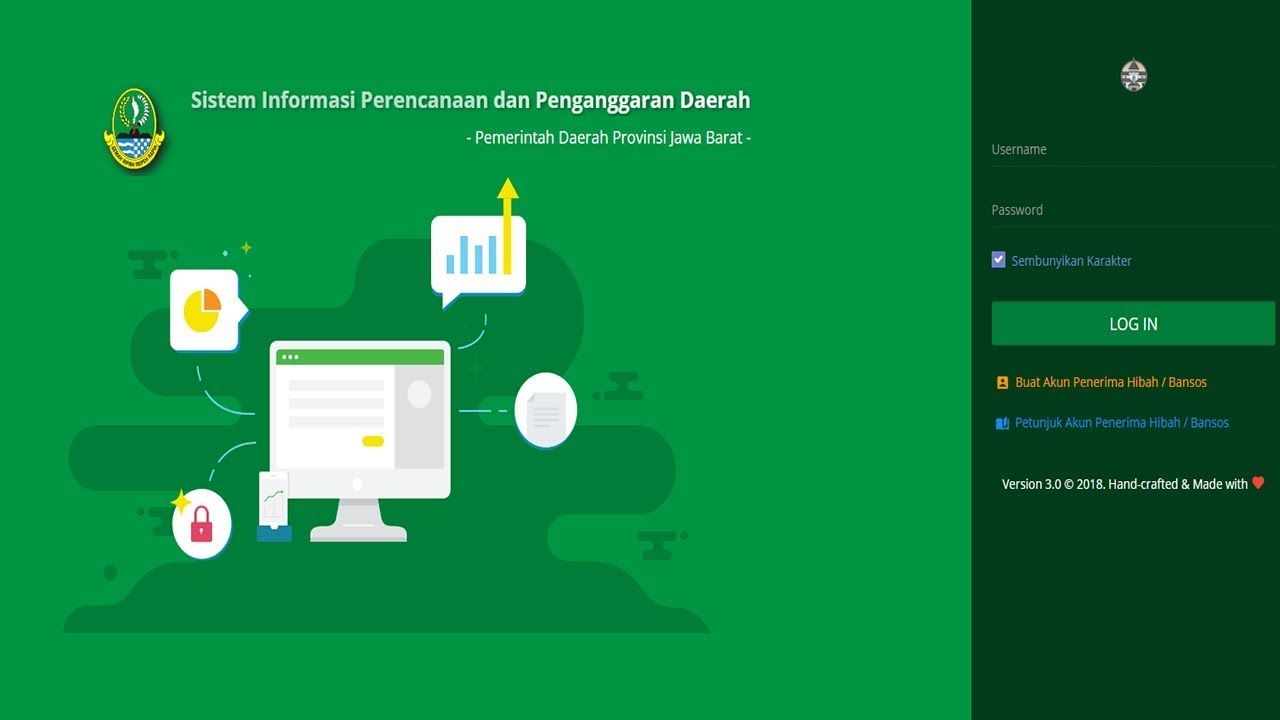 Sistem Informasi Perencanaan dan Penganggaran Daerah
- Pemerintah Daerah Provinsi Jawa Barat -
Username
Password
Sembunyikan Karakter
LOG IN
Buat Akun Penerima Hibah / Bansos
Petunjuk Akun Penerima Hibah / Bansos
Version 3.0 © 2018. Hand-crafted & Made with